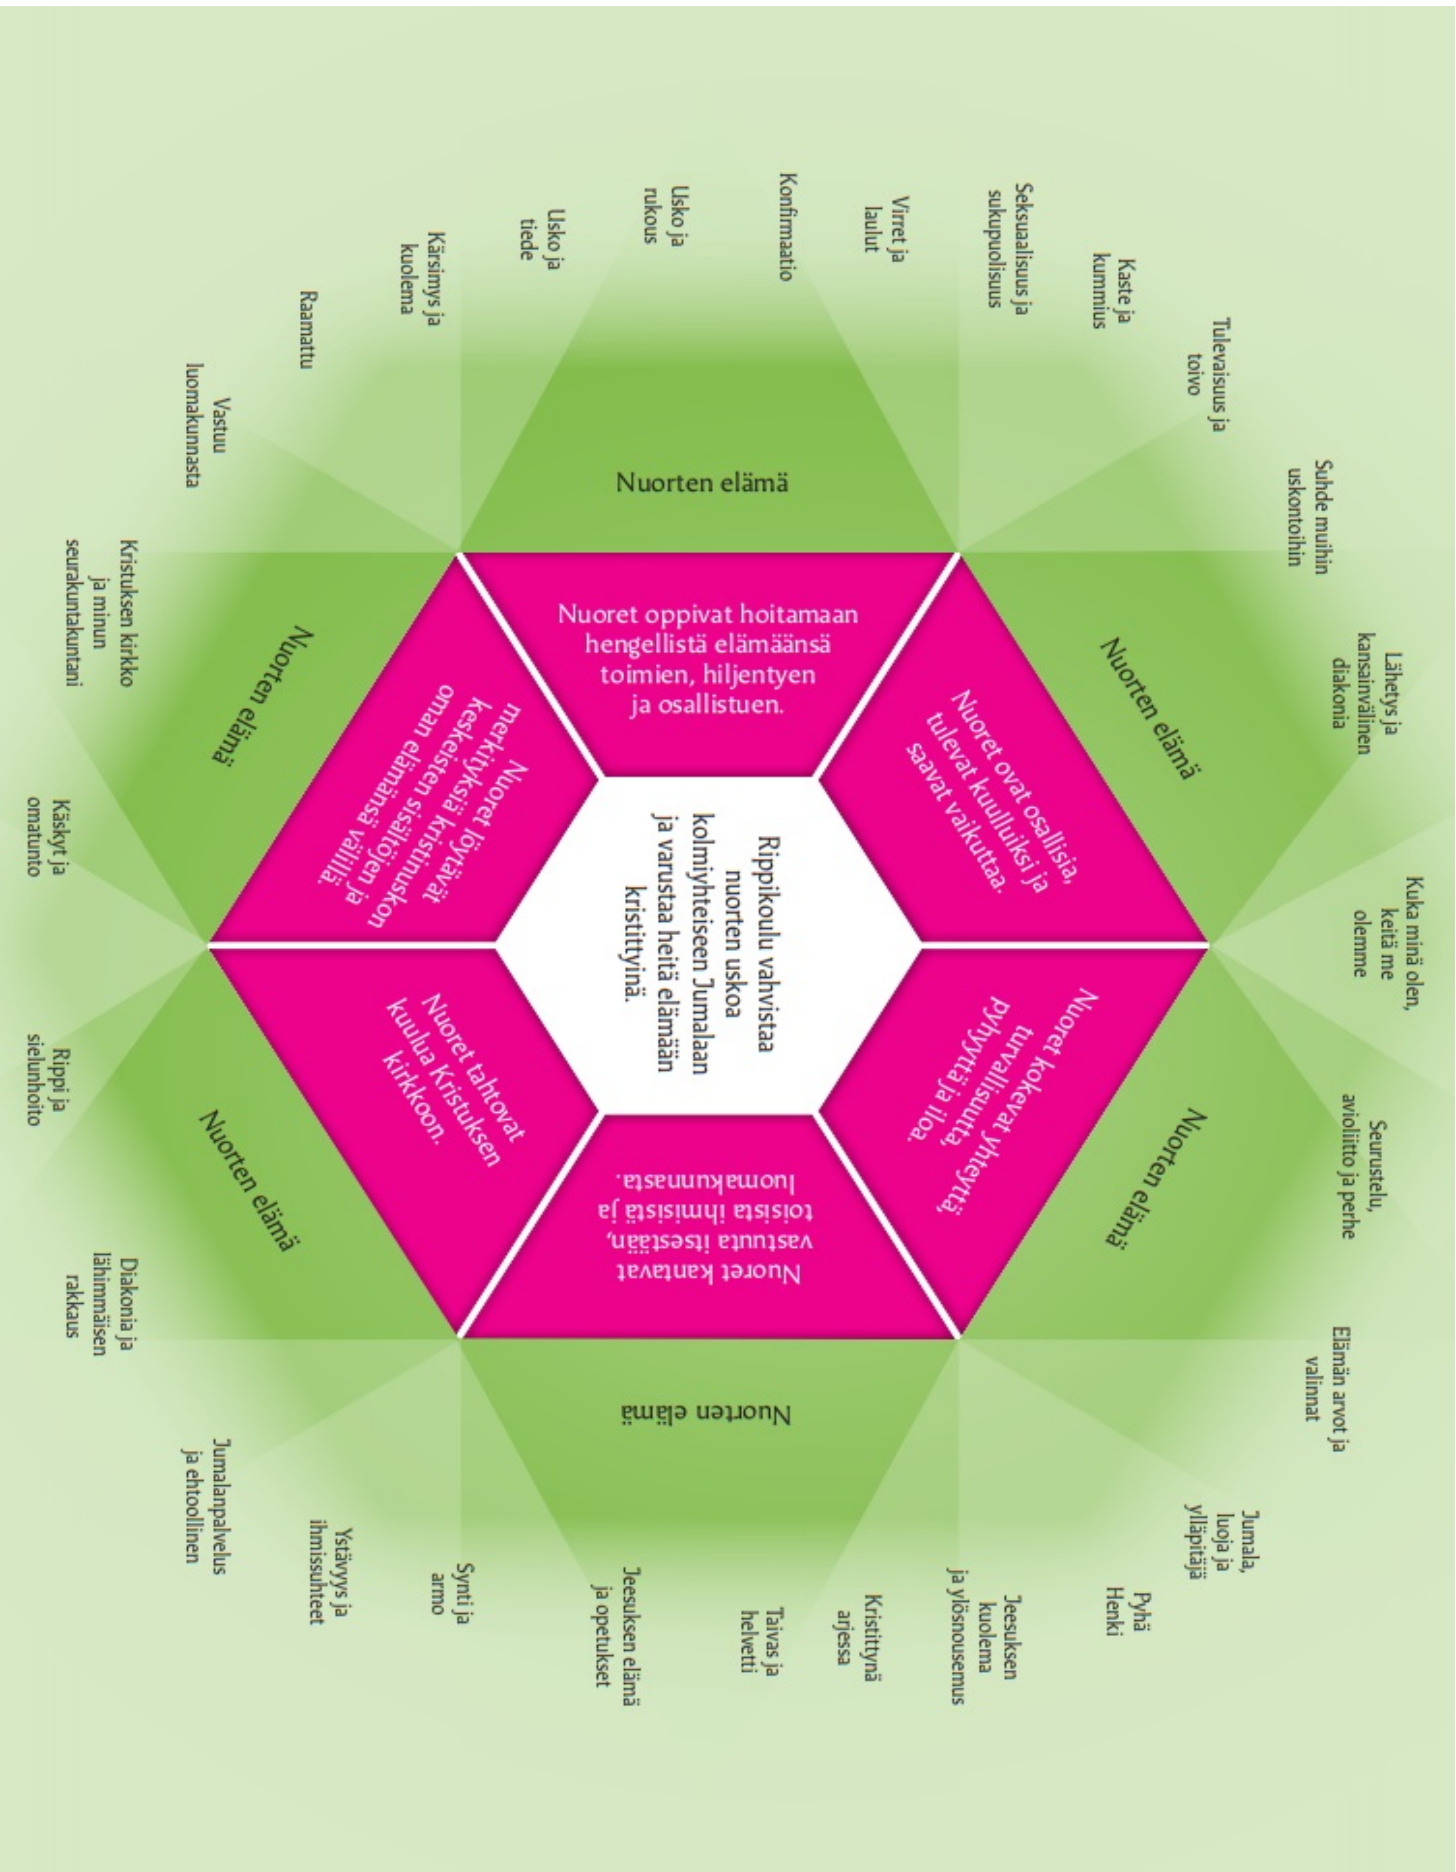 Rippikoulu vahvistaa
nuorten uskoa
kolmiyhteiseen Jumalaan
ja varustaa heitä elämään
kristittyinä.
Nuoret oppivat hoitamaan
hengellistä elämäänsä
toimien, hiljentyen
ja osallistuen.
Nuoret ovat osallisia,
tulevat kuulluiksi ja
saavat vaikuttaa.
Nuoret kokevat yhteyttä,
turvallisuutta,
pyhyyttä ja iloa.
Nuoret kantavat
vastuuta itsestään,
toisista ihmisistä ja
luomakunnasta.
Nuoret tahtovat
kuulua Kristuksen
kirkkoon.
Nuoret löytävät
merkityksiä kristinuskon
keskeisten sisältöjen ja
oman elämänsä välillä.
Nuorten elämä
Nuorten elämä
Nuorten elämä
Nuorten elämä
Nuorten elämä
Nuorten elämä
Konfirmaatio
Virret ja
laulut
Seksuaalisuus ja
sukupuolisuus
Kaste ja
kummius
Tulevaisuus ja
toivo
Suhde muihin
uskontoihin
Lähetys ja
kansainvälinen
diakonia
Kuka minä olen,
keitä me
olemme
Seurustelu,
avioliitto ja perhe
Elämän arvot ja
valinnat
Jumala,
luoja ja
ylläpitäjä
Pyhä
Henki
Jeesuksen
kuolema
ja ylösnousemus
Kristittynä
arjessa
Taivas ja
helvetti
Jeesuksen elämä
ja opetukset
Synti ja
armo
Ystävyys ja
ihmissuhteet
Jumalanpalvelus
ja ehtoollinen
Diakonia ja
lähimmäisen
rakkaus
Rippi ja
sielunhoito
Käskyt ja
omatunto
Kristuksen kirkko
ja minun
seurakuntakuntani
Vastuu
luomakunnasta
Raamattu
Kärsimys ja
kuolema
Usko ja
tiede
Usko ja
rukous